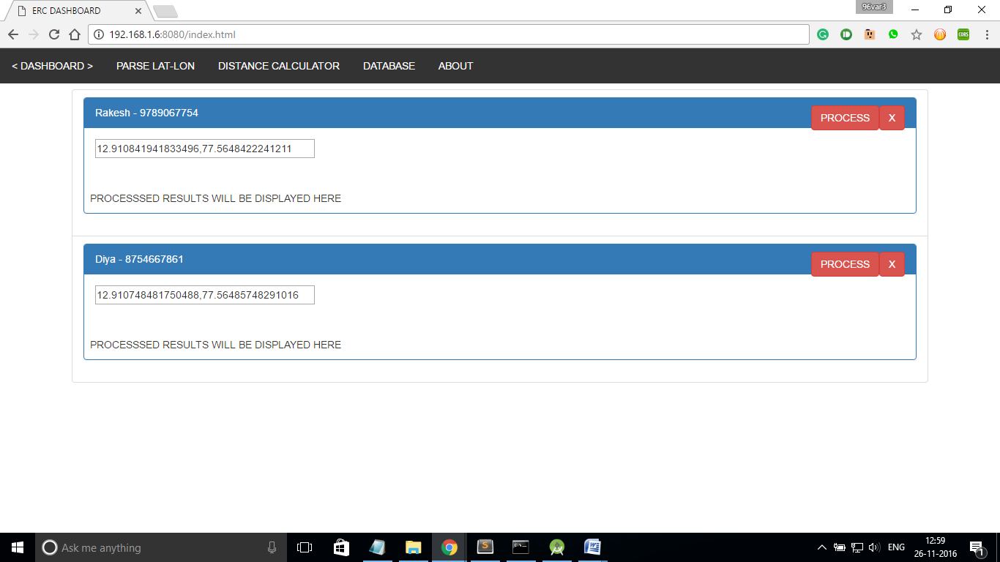 ERC DASHBOARD
96var3
192.168.1.6:8080/index.html
< DASHBOARD > PARSE LAT-LON DISTANCE CALCULATOR DATABASE ABOUT
Rakesh - 9789067754
PROCESS X
12.910841941833496,77.5648422241211
PROCESSSED RESULTS WILL BE DISPLAYED HERE
Diya - 8754667861
PROCESS X
12.910748481750488,77.56485748291016
PROCESSSED RESULTS WILL BE DISPLAYED HERE
Ask me anything
ENG
12:59
26-11-2016
1